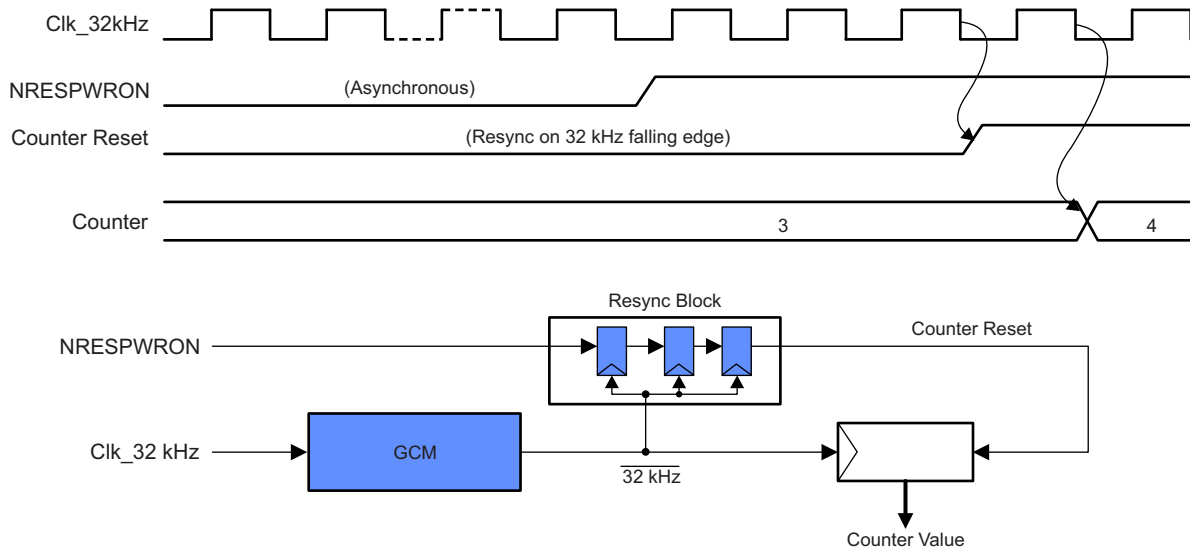 Clk_32kHz
NRESPWRON
(Asynchronous)
Counter Reset
(Resync on 32 kHz falling edge)
Counter
3
4
Resync Block
NRESPWRON
Counter Reset
Clk_32 kHz
GCM
32 kHz
Counter Value